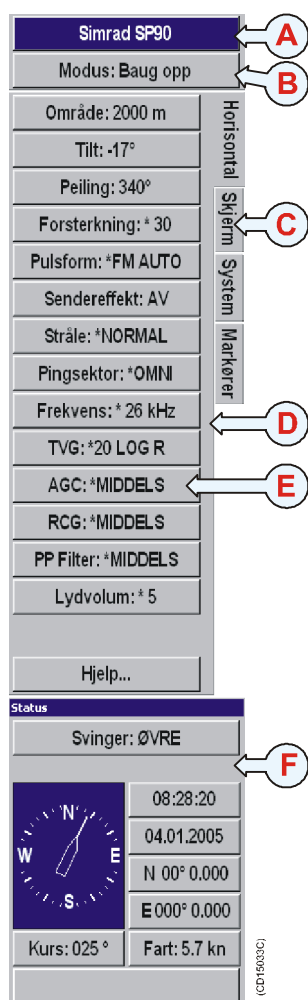 Simrad SP90
A
Modus: Baug opp
B
Område: 2000 m
Horisontal
Tilt: -17°
Peiling: 340°
Skjerm
Forsterkning: * 30
C
Pulsform: *FM AUTO
System
Sendereffekt: AV
Stråle: *NORMAL
Markører
Pingsektor: *OMNI
Frekvens: * 26 kHz
D
TVG: *20 LOG R
AGC: *MIDDELS
E
RCG: *MIDDELS
PP Filter: *MIDDELS
Lydvolum: * 5
Hjelp...
Status
Svinger: ØVRE
F
N
W
E
S
08:28:20
04.01.2005
N 00° 0.000
E 000° 0.000
Kurs: 025 °
Fart: 5.7 kn
(CD15033C)